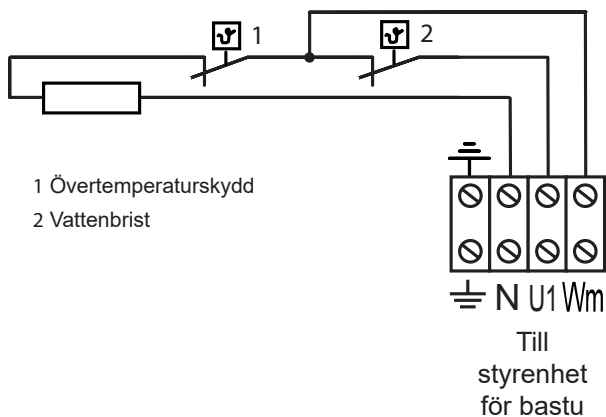 1
2
1 Övertemperaturskydd
2 Vattenbrist
N U1 Wm
Till
styrenhet
för bastu